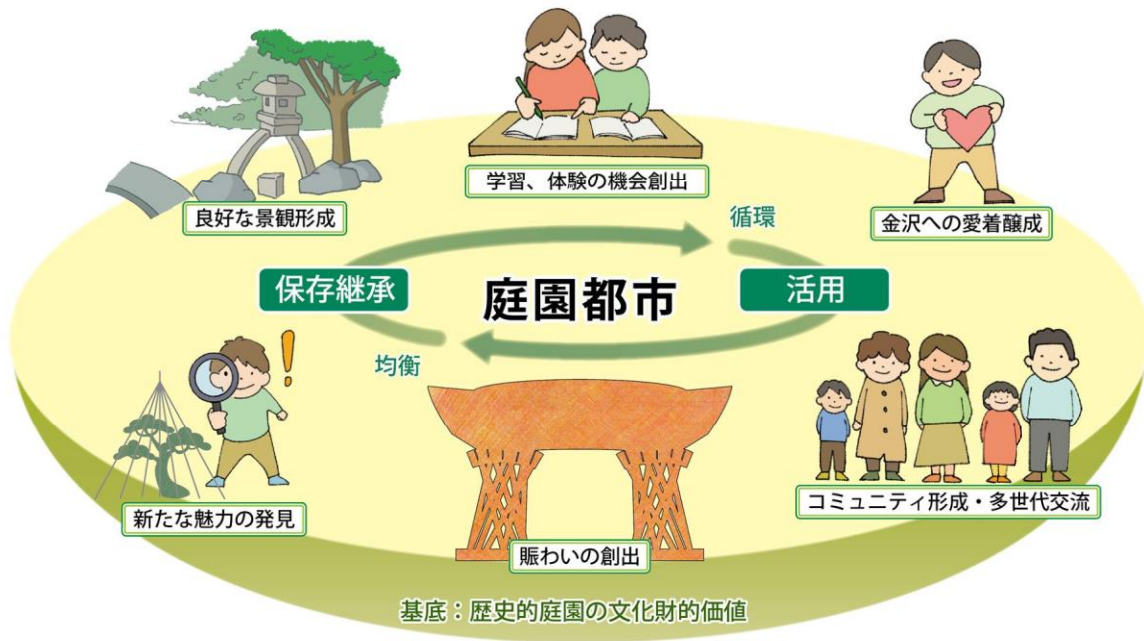 学習、体験の機会創出
良好な景観形成
金沢への愛着醸成
循環
保存継承
庭園都市
活用
均衡
新たな魅力の発見
コミュニティ形成・多世代交流
賑わいの創出
基底：歴史的庭園の文化財的価値